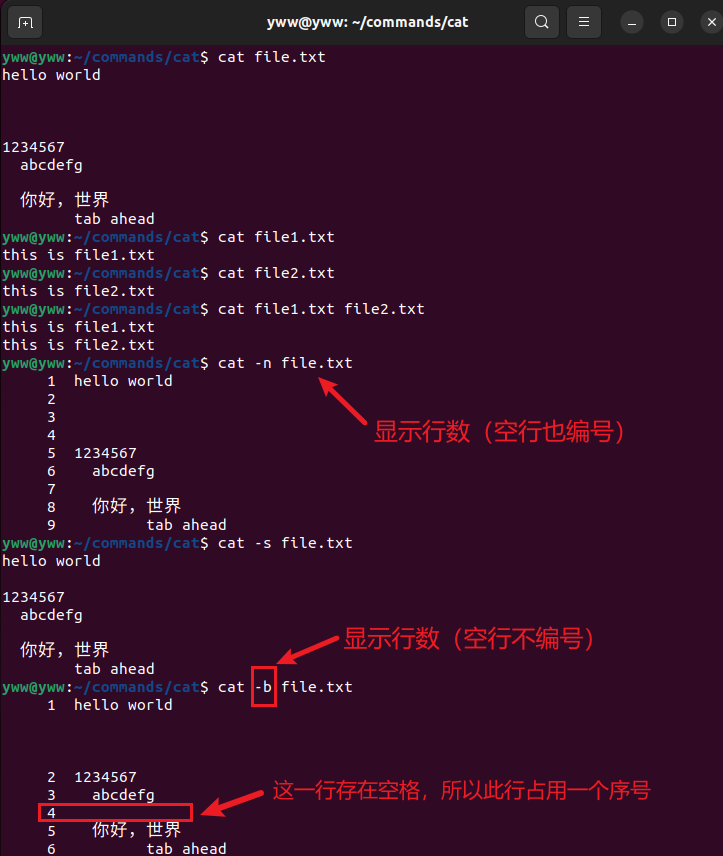 yww@yww: ~/commands/cat
yww@yww:~/commands/cat$ cat file.txt
hello world
1234567
  abcdefg
  你好，世界
        tab ahead
yww@yww:~/commands/cat$ cat file1.txt
this is file1.txt
yww@yww:~/commands/cat$ cat file2.txt
this is file2.txt
yww@yww:~/commands/cat$ cat file1.txt file2.txt
this is file1.txt
this is file2.txt
yww@yww:~/commands/cat$ cat -n file.txt
     1  hello world
     2
     3
     4
显示行数（空行也编号）
     5  1234567
     6    abcdefg
     7
     8    你好，世界
     9          tab ahead
yww@yww:~/commands/cat$ cat -s file.txt
hello world
1234567
  abcdefg
  你好，世界
显示行数（空行不编号）
        tab ahead
yww@yww:~/commands/cat$ cat -b file.txt
     1  hello world
     2  1234567
     3    abcdefg
这一行存在空格，所以此行占用一个序号
     4
     5    你好，世界
     6          tab ahead